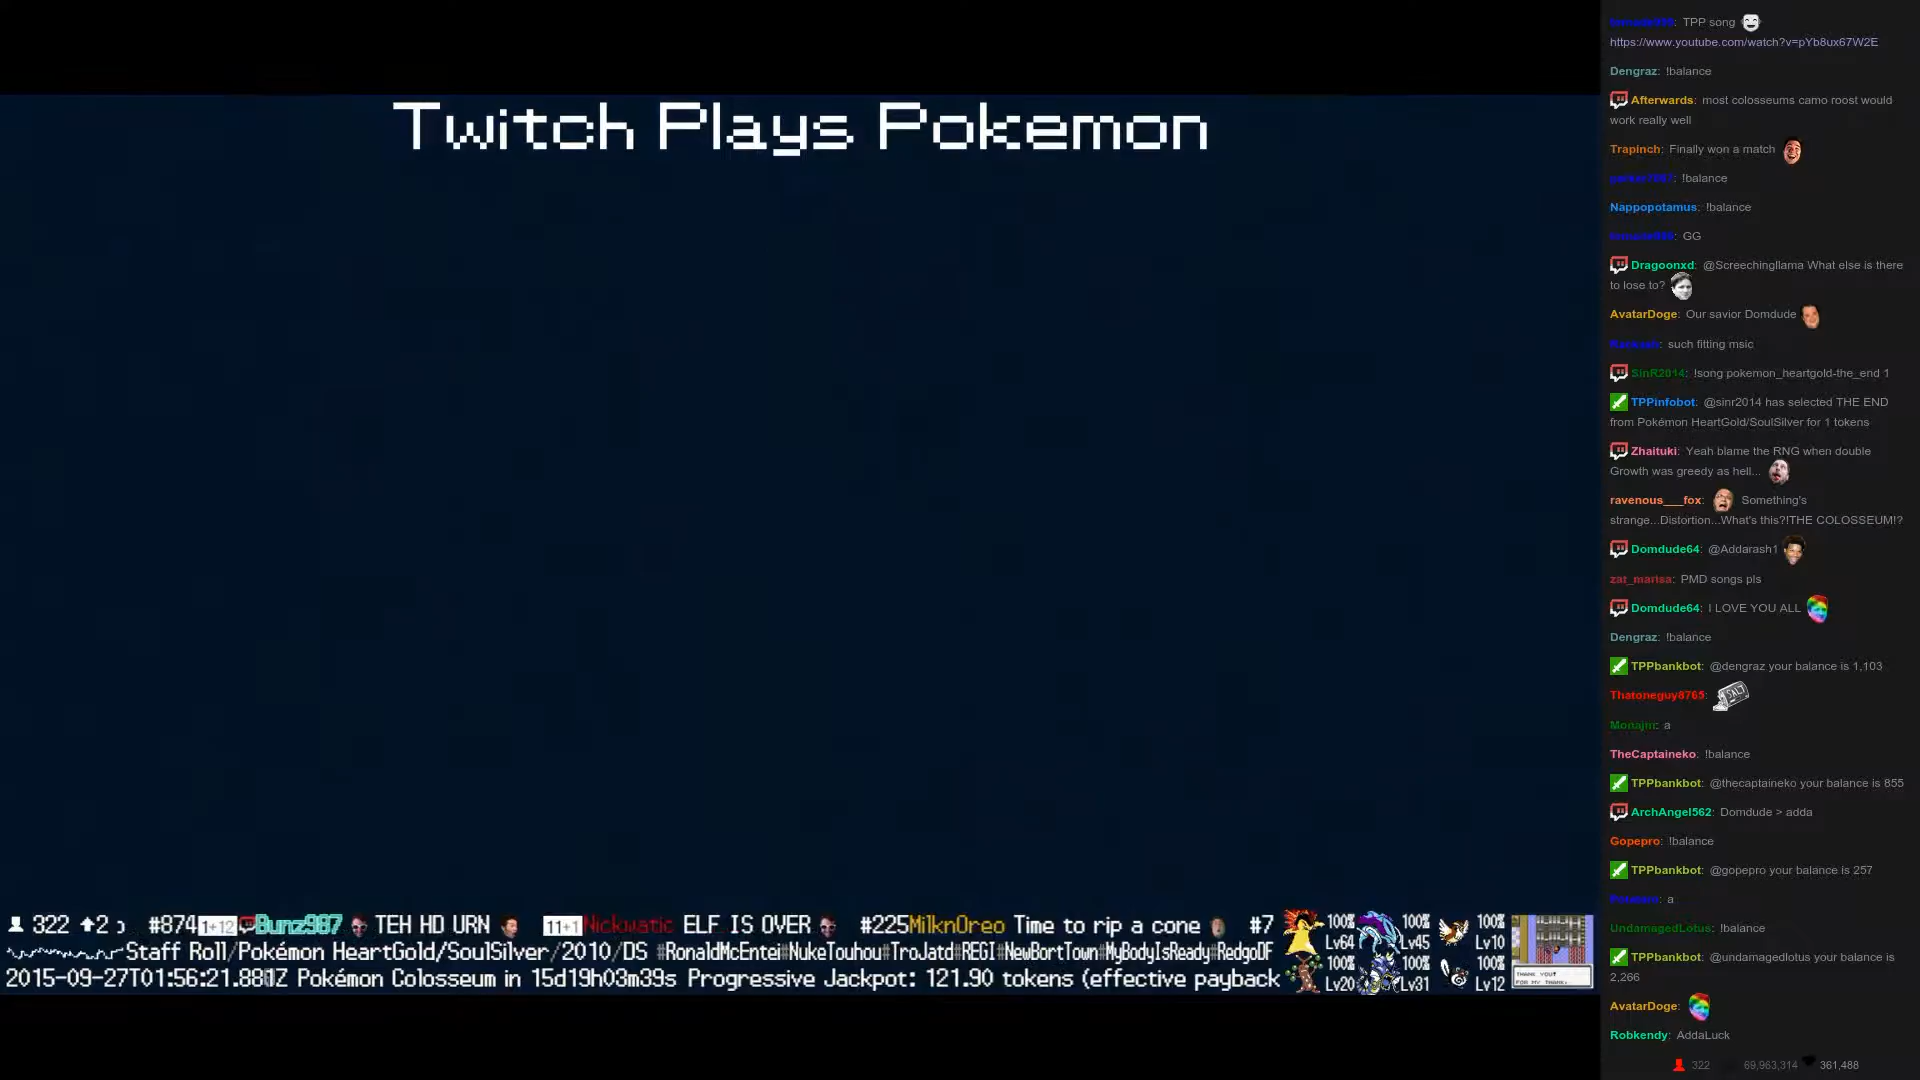 Twitch Plays Pokemon
322 2 #874 1+12 Bunz987 TEH HD URN 11+1 Nickwatic ELF IS OVER #225 MilknOreo Time to rip a cone #7
Staff Roll/Pokémon HeartGold/SoulSilver/2010/DS #RonaldMcEntei#NukeTouhou#TroJatd#REGI#NewBortTown#MyBodyIsReady#RedgoDF
Pokémon Colosseum in 15d19h03m39s Progressive Jackpot: 121.90 tokens (effective payback
100% Lv64 100% Lv45 100% Lv10
100% Lv20 100% Lv31 100% Lv12
THANK YOU!
TPP song
https://www.youtube.com/watch?v=pYb8ux67W2E
Dengraz: !balance
Afterwards: most colosseums camo roost would
work really well
Trapinch: Finally won a match
!balance
Nappopotamus: !balance
GG
Dragoonxd: @Screechingllama What else is there
to lose to?
AvatarDoge: Our savior Domdude
such fitting msic
SinR2014: !song pokemon_heartgold-the_end 1
TPPinfobot: @sinr2014 has selected THE END
from Pokémon HeartGold/SoulSilver for 1 tokens
Zhaituki: Yeah blame the RNG when double
Growth was greedy as hell...
ravenous___fox: Something's
strange...Distortion...What's this?!THE COLOSSEUM!?
Domdude64: @Addarash1
zat_marisa: PMD songs pls
Domdude64: I LOVE YOU ALL
Dengraz: !balance
TPPbankbot: @dengraz your balance is 1,103
Thatoneguy8765:
SALT
Monajm: a
TheCaptaineko: !balance
TPPbankbot: @thecaptaineko your balance is 855
ArchAngel562: Domdude > adda
Gopepro: !balance
TPPbankbot: @gopepro your balance is 257
a
UndamagedLotus: !balance
TPPbankbot: @undamagedlotus your balance is
2,266
AvatarDoge:
Robkendy: AddaLuck
322 69,963,314 361,488